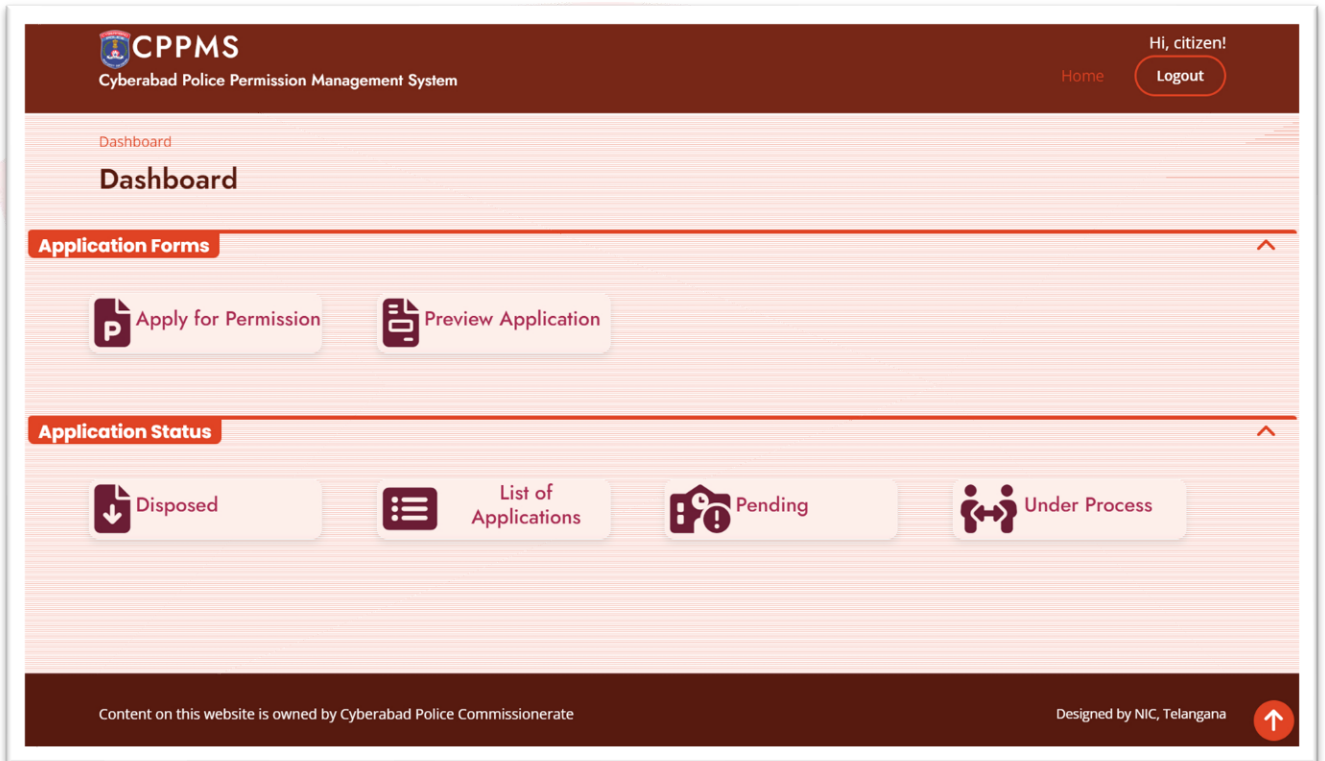 CPPMS
Cyberabad Police Permission Management System
Hi, citizen!
Home
Logout
Dashboard
Dashboard
Application Forms
Apply for Permission
Preview Application
Application Status
Disposed
List of
Applications
Pending
Under Process
Content on this website is owned by Cyberabad Police Commissionerate
Designed by NIC, Telangana